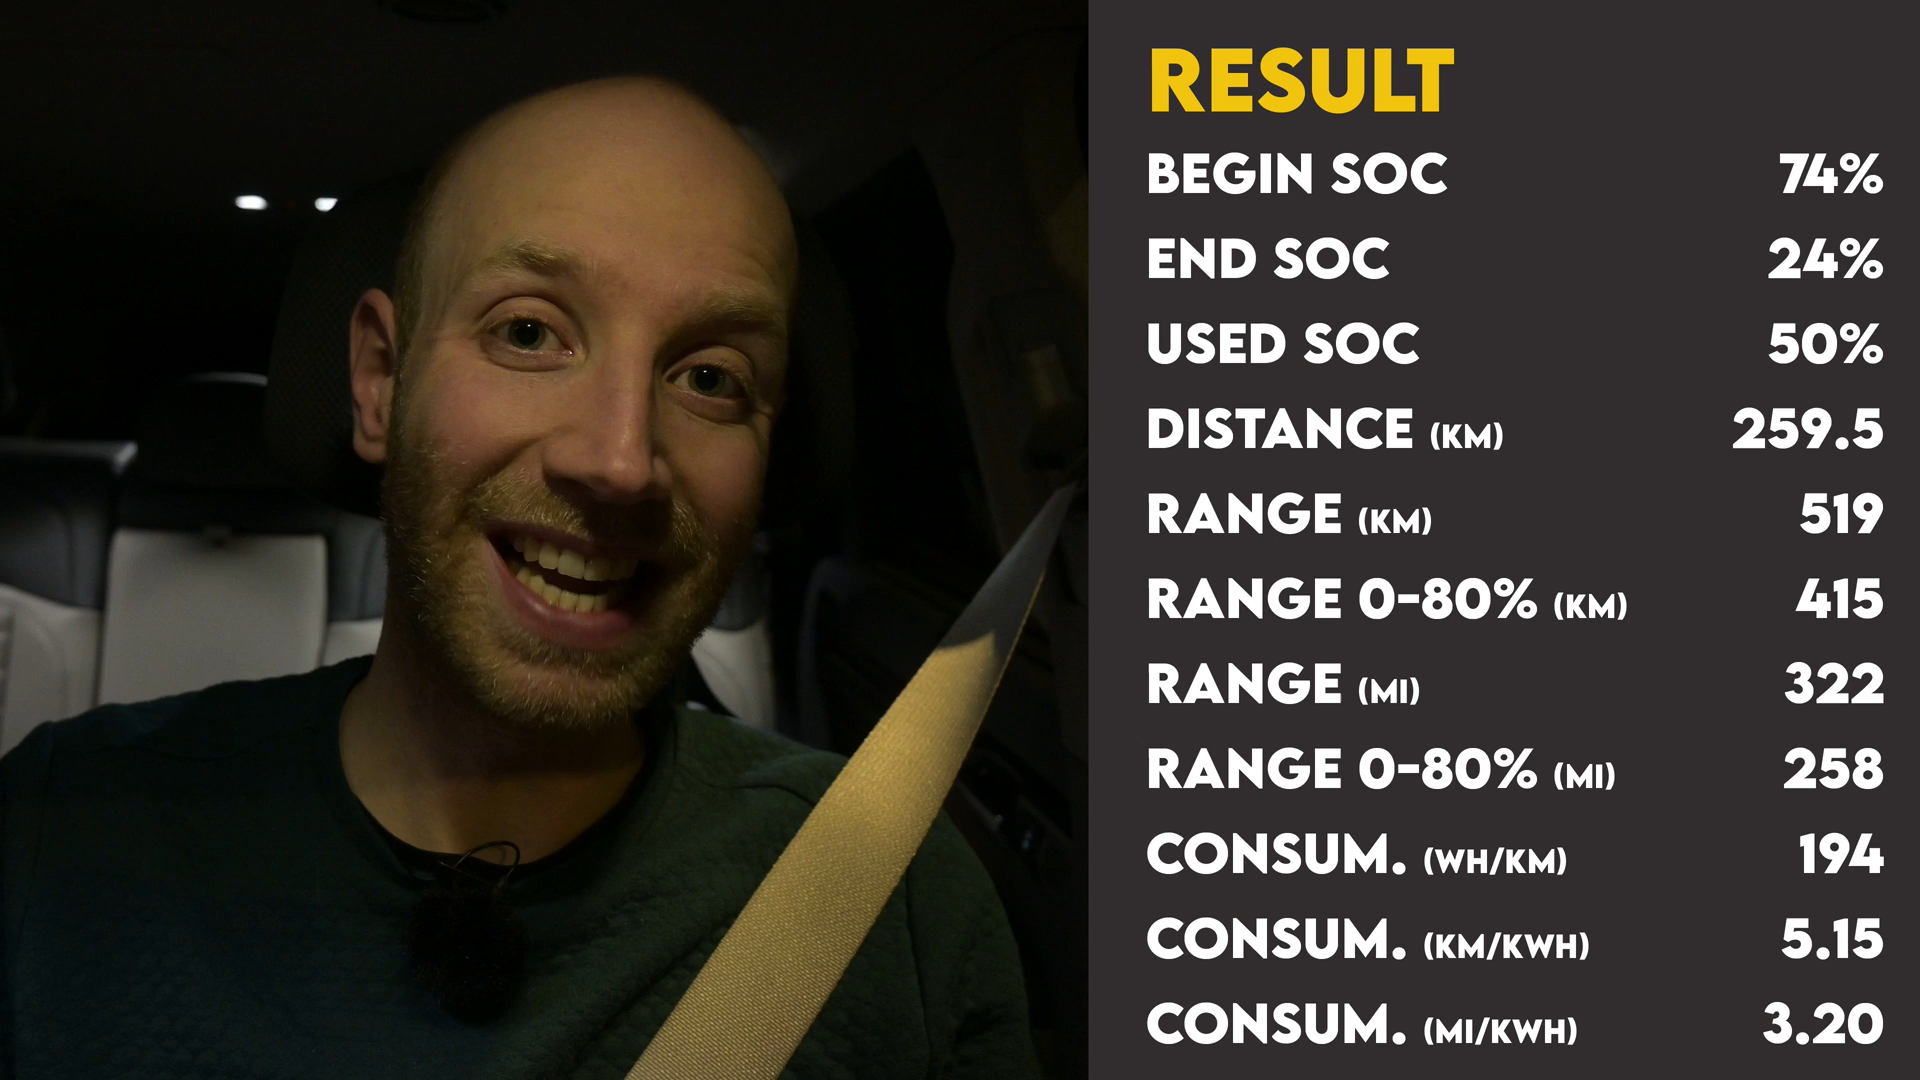 RESULT
BEGIN SOC 74%
END SOC 24%
USED SOC 50%
DISTANCE (KM) 259.5
RANGE (KM) 519
RANGE 0-80% (KM) 415
RANGE (MI) 322
RANGE 0-80% (MI) 258
CONSUM. (WH/KM) 194
CONSUM. (KM/KWH) 5.15
CONSUM. (MI/KWH) 3.20